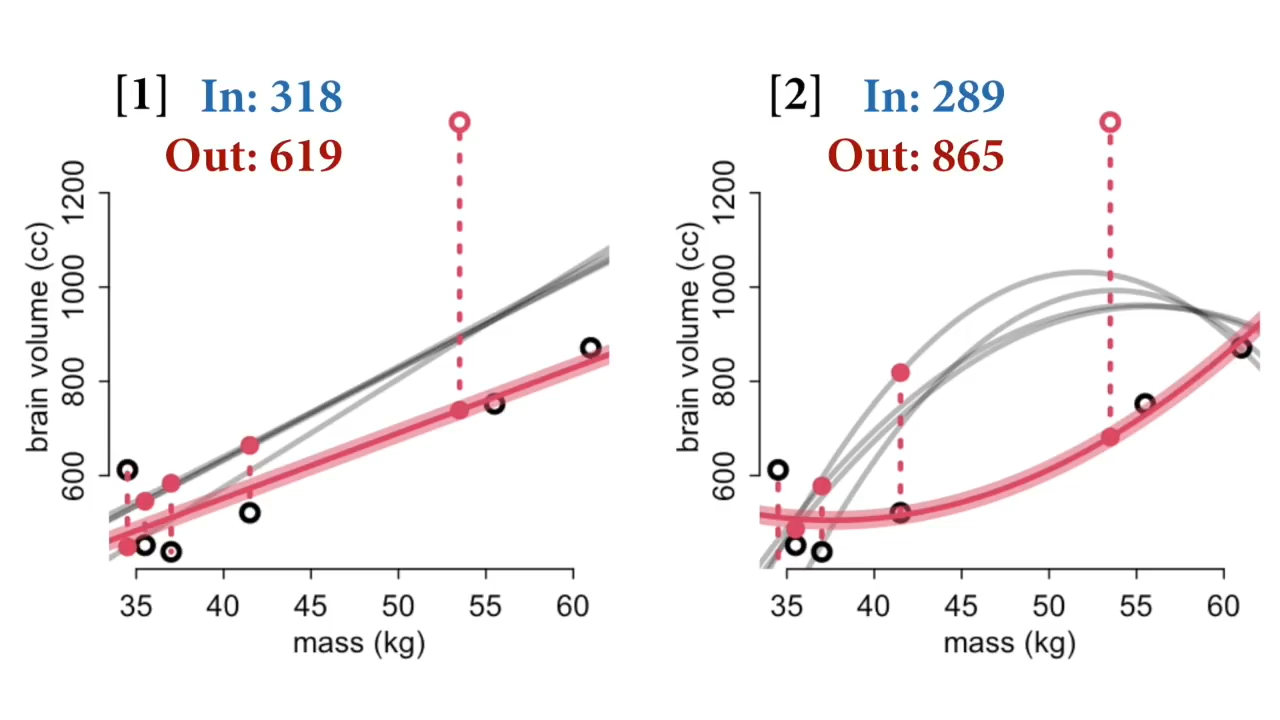 [1] In: 318
Out: 619
brain volume (cc)
1200
1000
800
600
35 40 45 50 55 60
mass (kg)
[2] In: 289
Out: 865
brain volume (cc)
1200
1000
800
600
35 40 45 50 55 60
mass (kg)